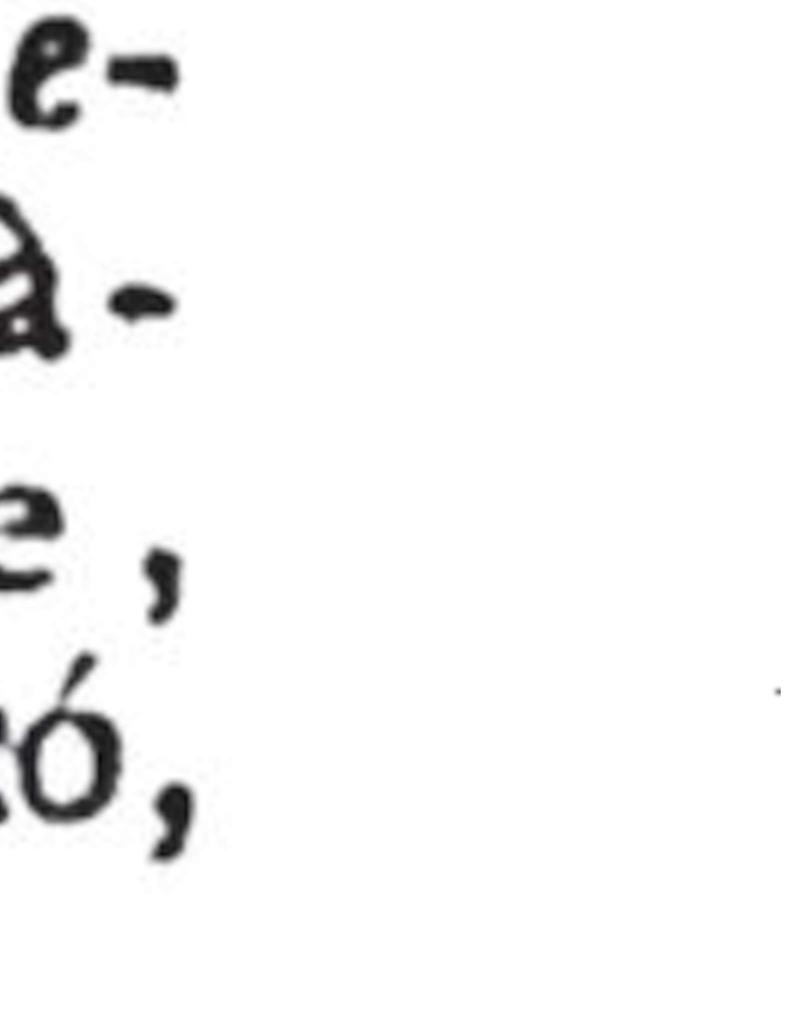 e-
a-
e,
ó,